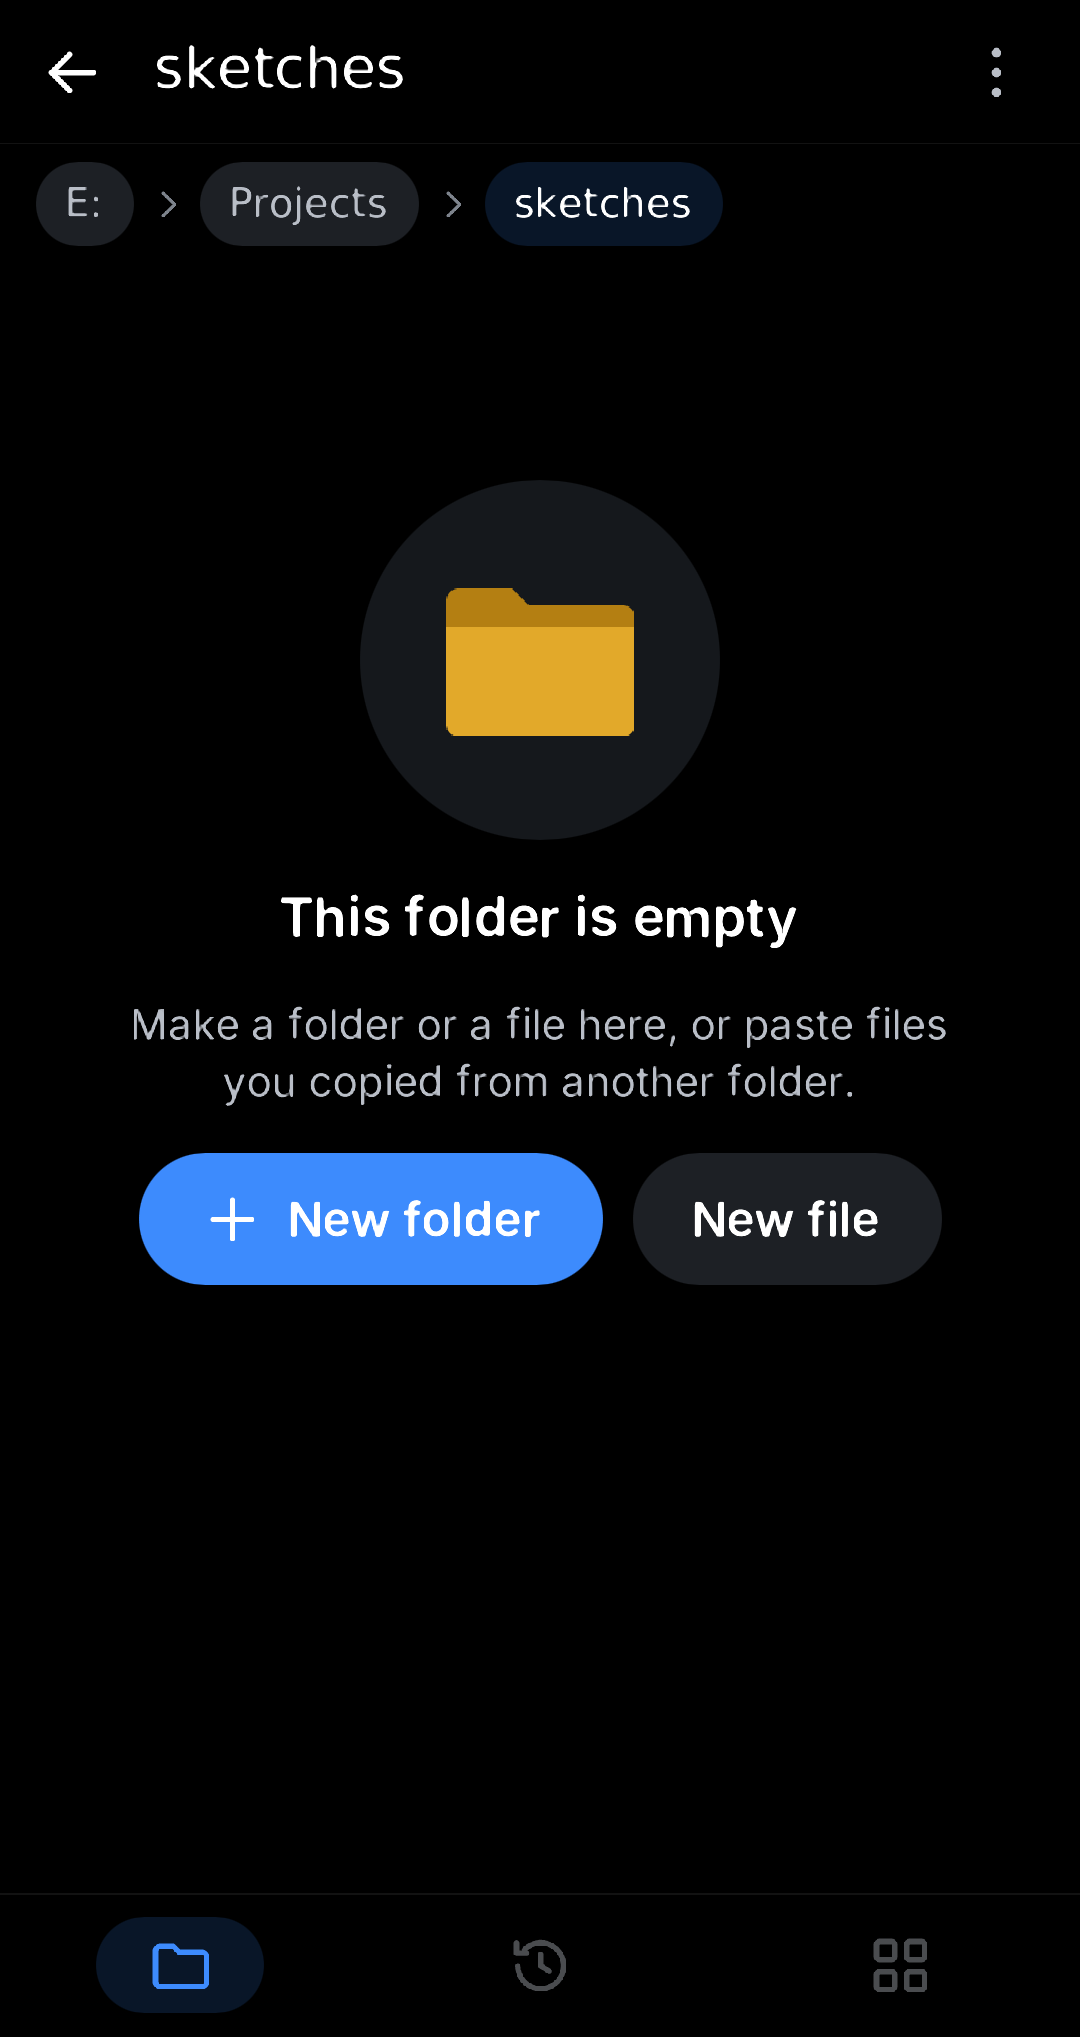 sketches
E: Projects sketches
This folder is empty
Make a folder or a file here, or paste files
you copied from another folder.
New folder New file